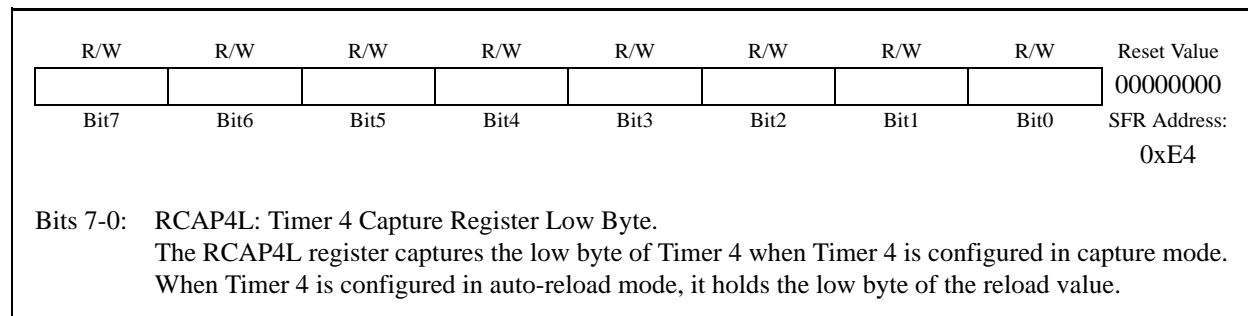 R/W R/W R/W R/W R/W R/W R/W R/W Reset Value
00000000
Bit7 Bit6 Bit5 Bit4 Bit3 Bit2 Bit1 Bit0 SFR Address:
0xE4
Bits 7-0: RCAP4L: Timer 4 Capture Register Low Byte.
The RCAP4L register captures the low byte of Timer 4 when Timer 4 is configured in capture mode.
When Timer 4 is configured in auto-reload mode, it holds the low byte of the reload value.